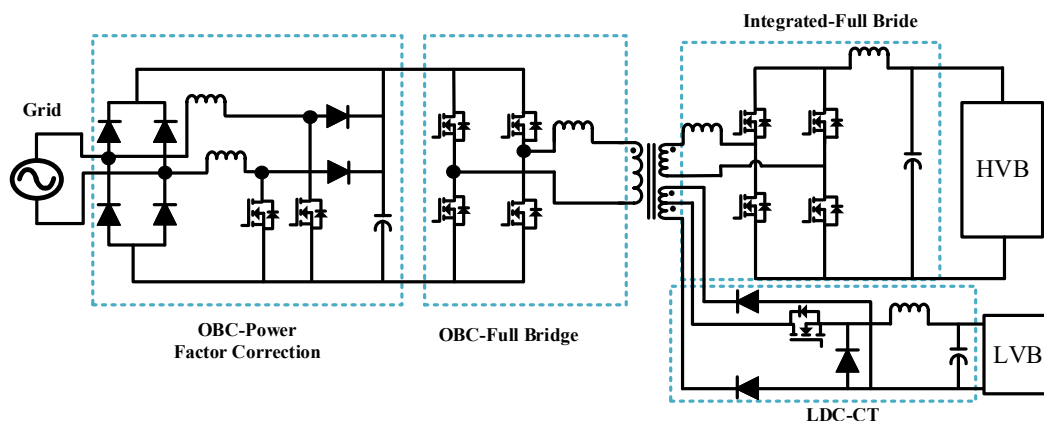 Integrated-Full Bride
Grid
HVB
OBC-Power
Factor Correction
OBC-Full Bridge
LVB
LDC-CT